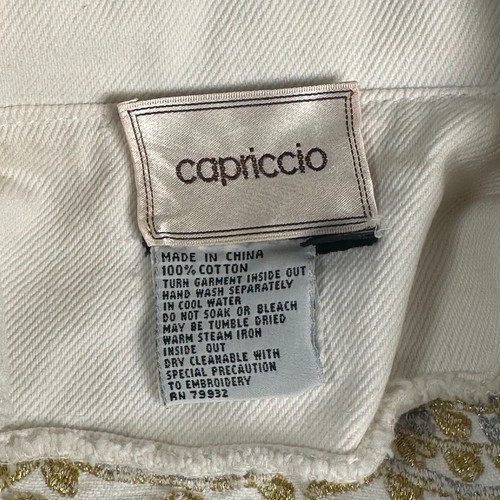 capriccio
MADE IN CHINA
100% COTTON
TURN GARMENT INSIDE OUT
HAND WASH SEPARATELY
IN COOL WATER
DO NOT SOAK OR BLEACH
MAY BE TUMBLE DRIED
WARM STEAM IRON
INSIDE OUT
DRY CLEANABLE WITH
SPECIAL PRECAUTION
TO EMBROIDERY
RN 79932